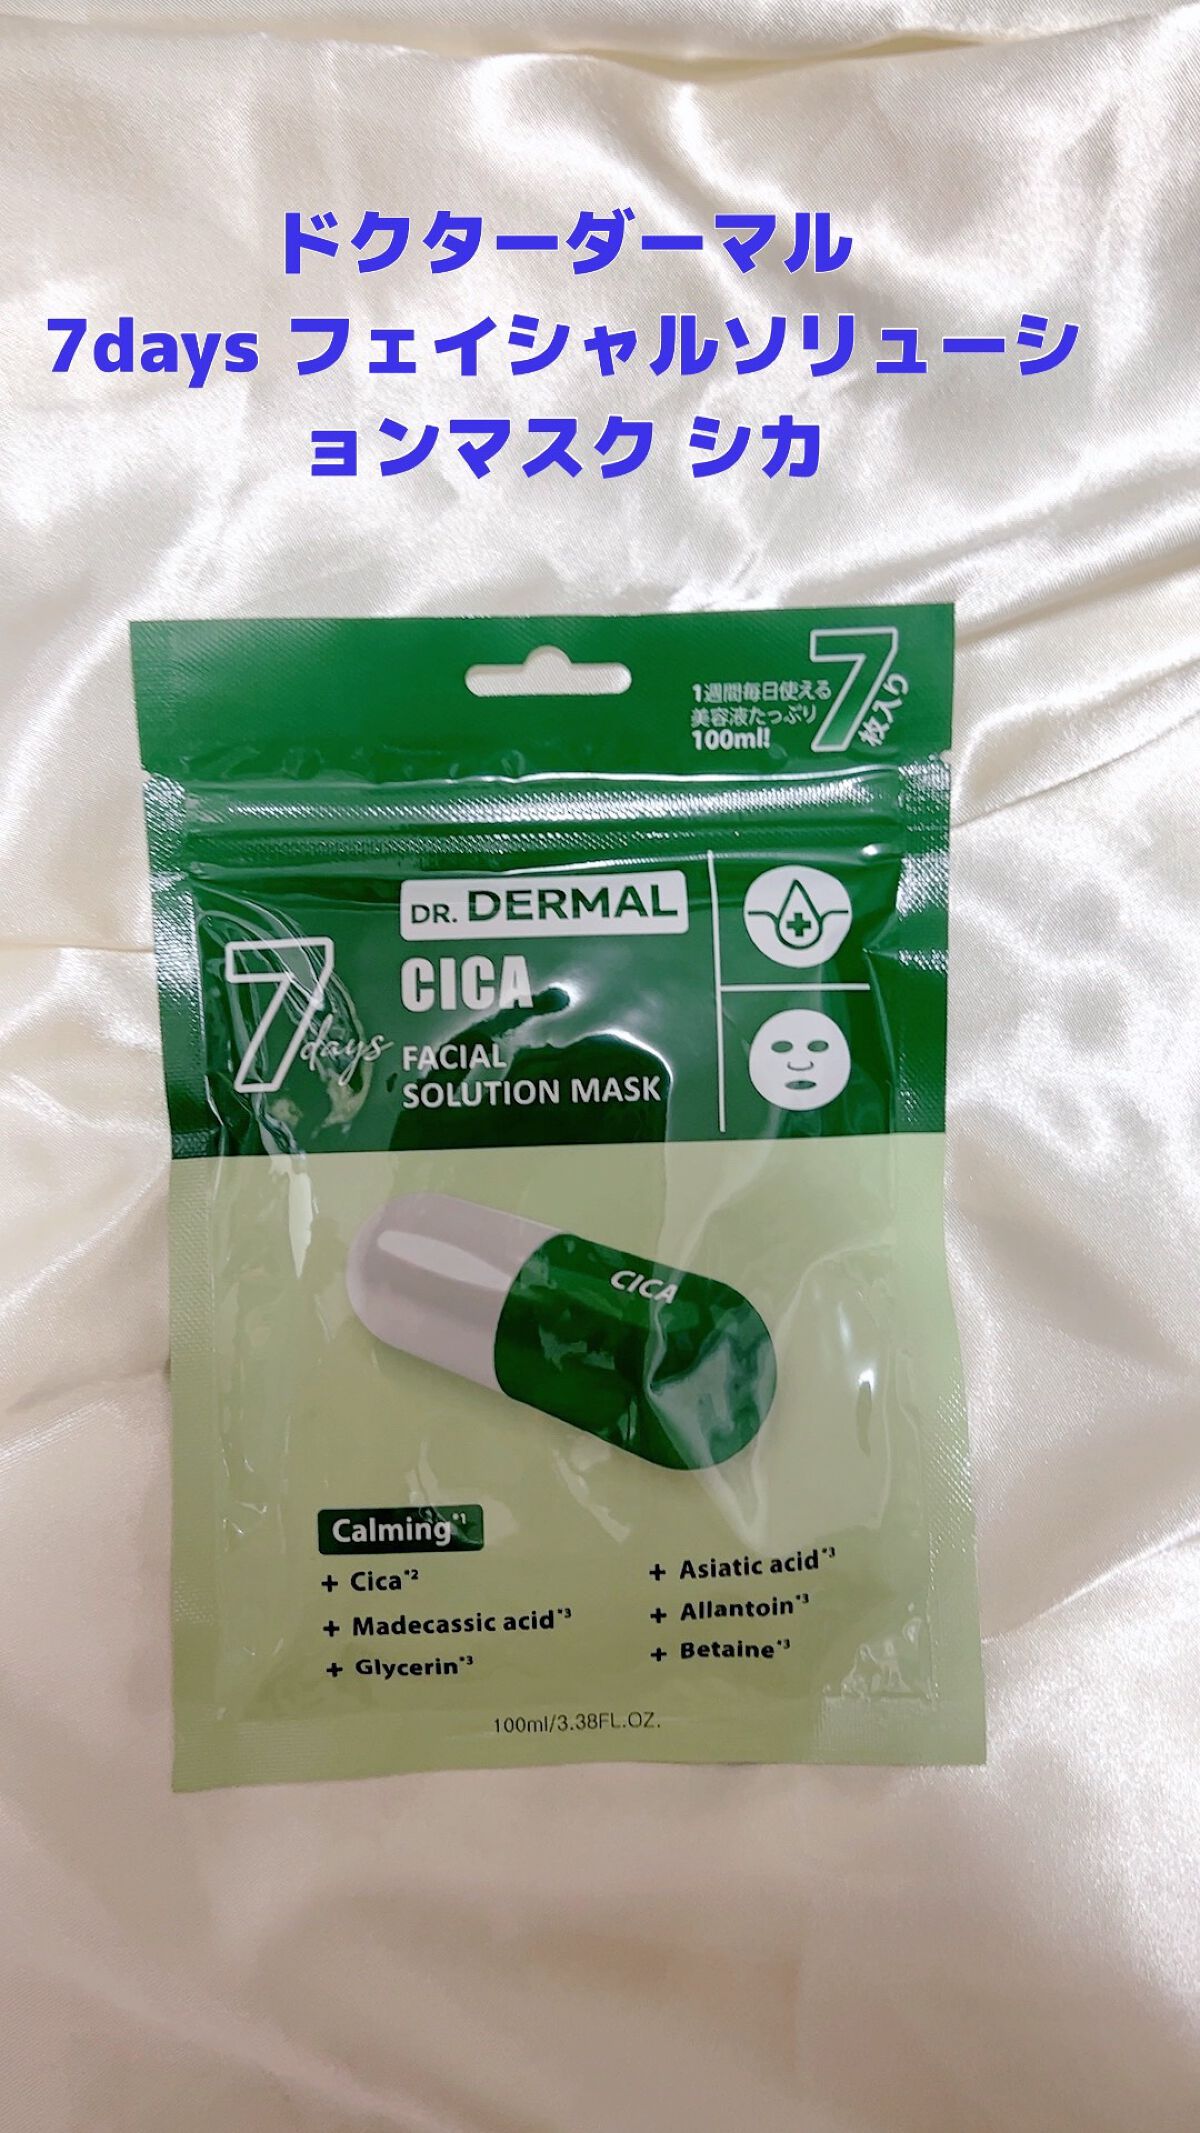 ドクターダーマル
7days フェイシャルソリューシ
ョンマスク シカ
1週間毎日使える
美容液たっぷり
100ml!
7枚入り
DR. DERMAL
7days
CICA
FACIAL
SOLUTION MASK
CICA
Calming*1
+ Cica*2
+ Madecassic acid*3
+ Glycerin*3
+ Asiatic acid*3
+ Allantoin*3
+ Betaine*3
100ml/3.38FL.OZ.